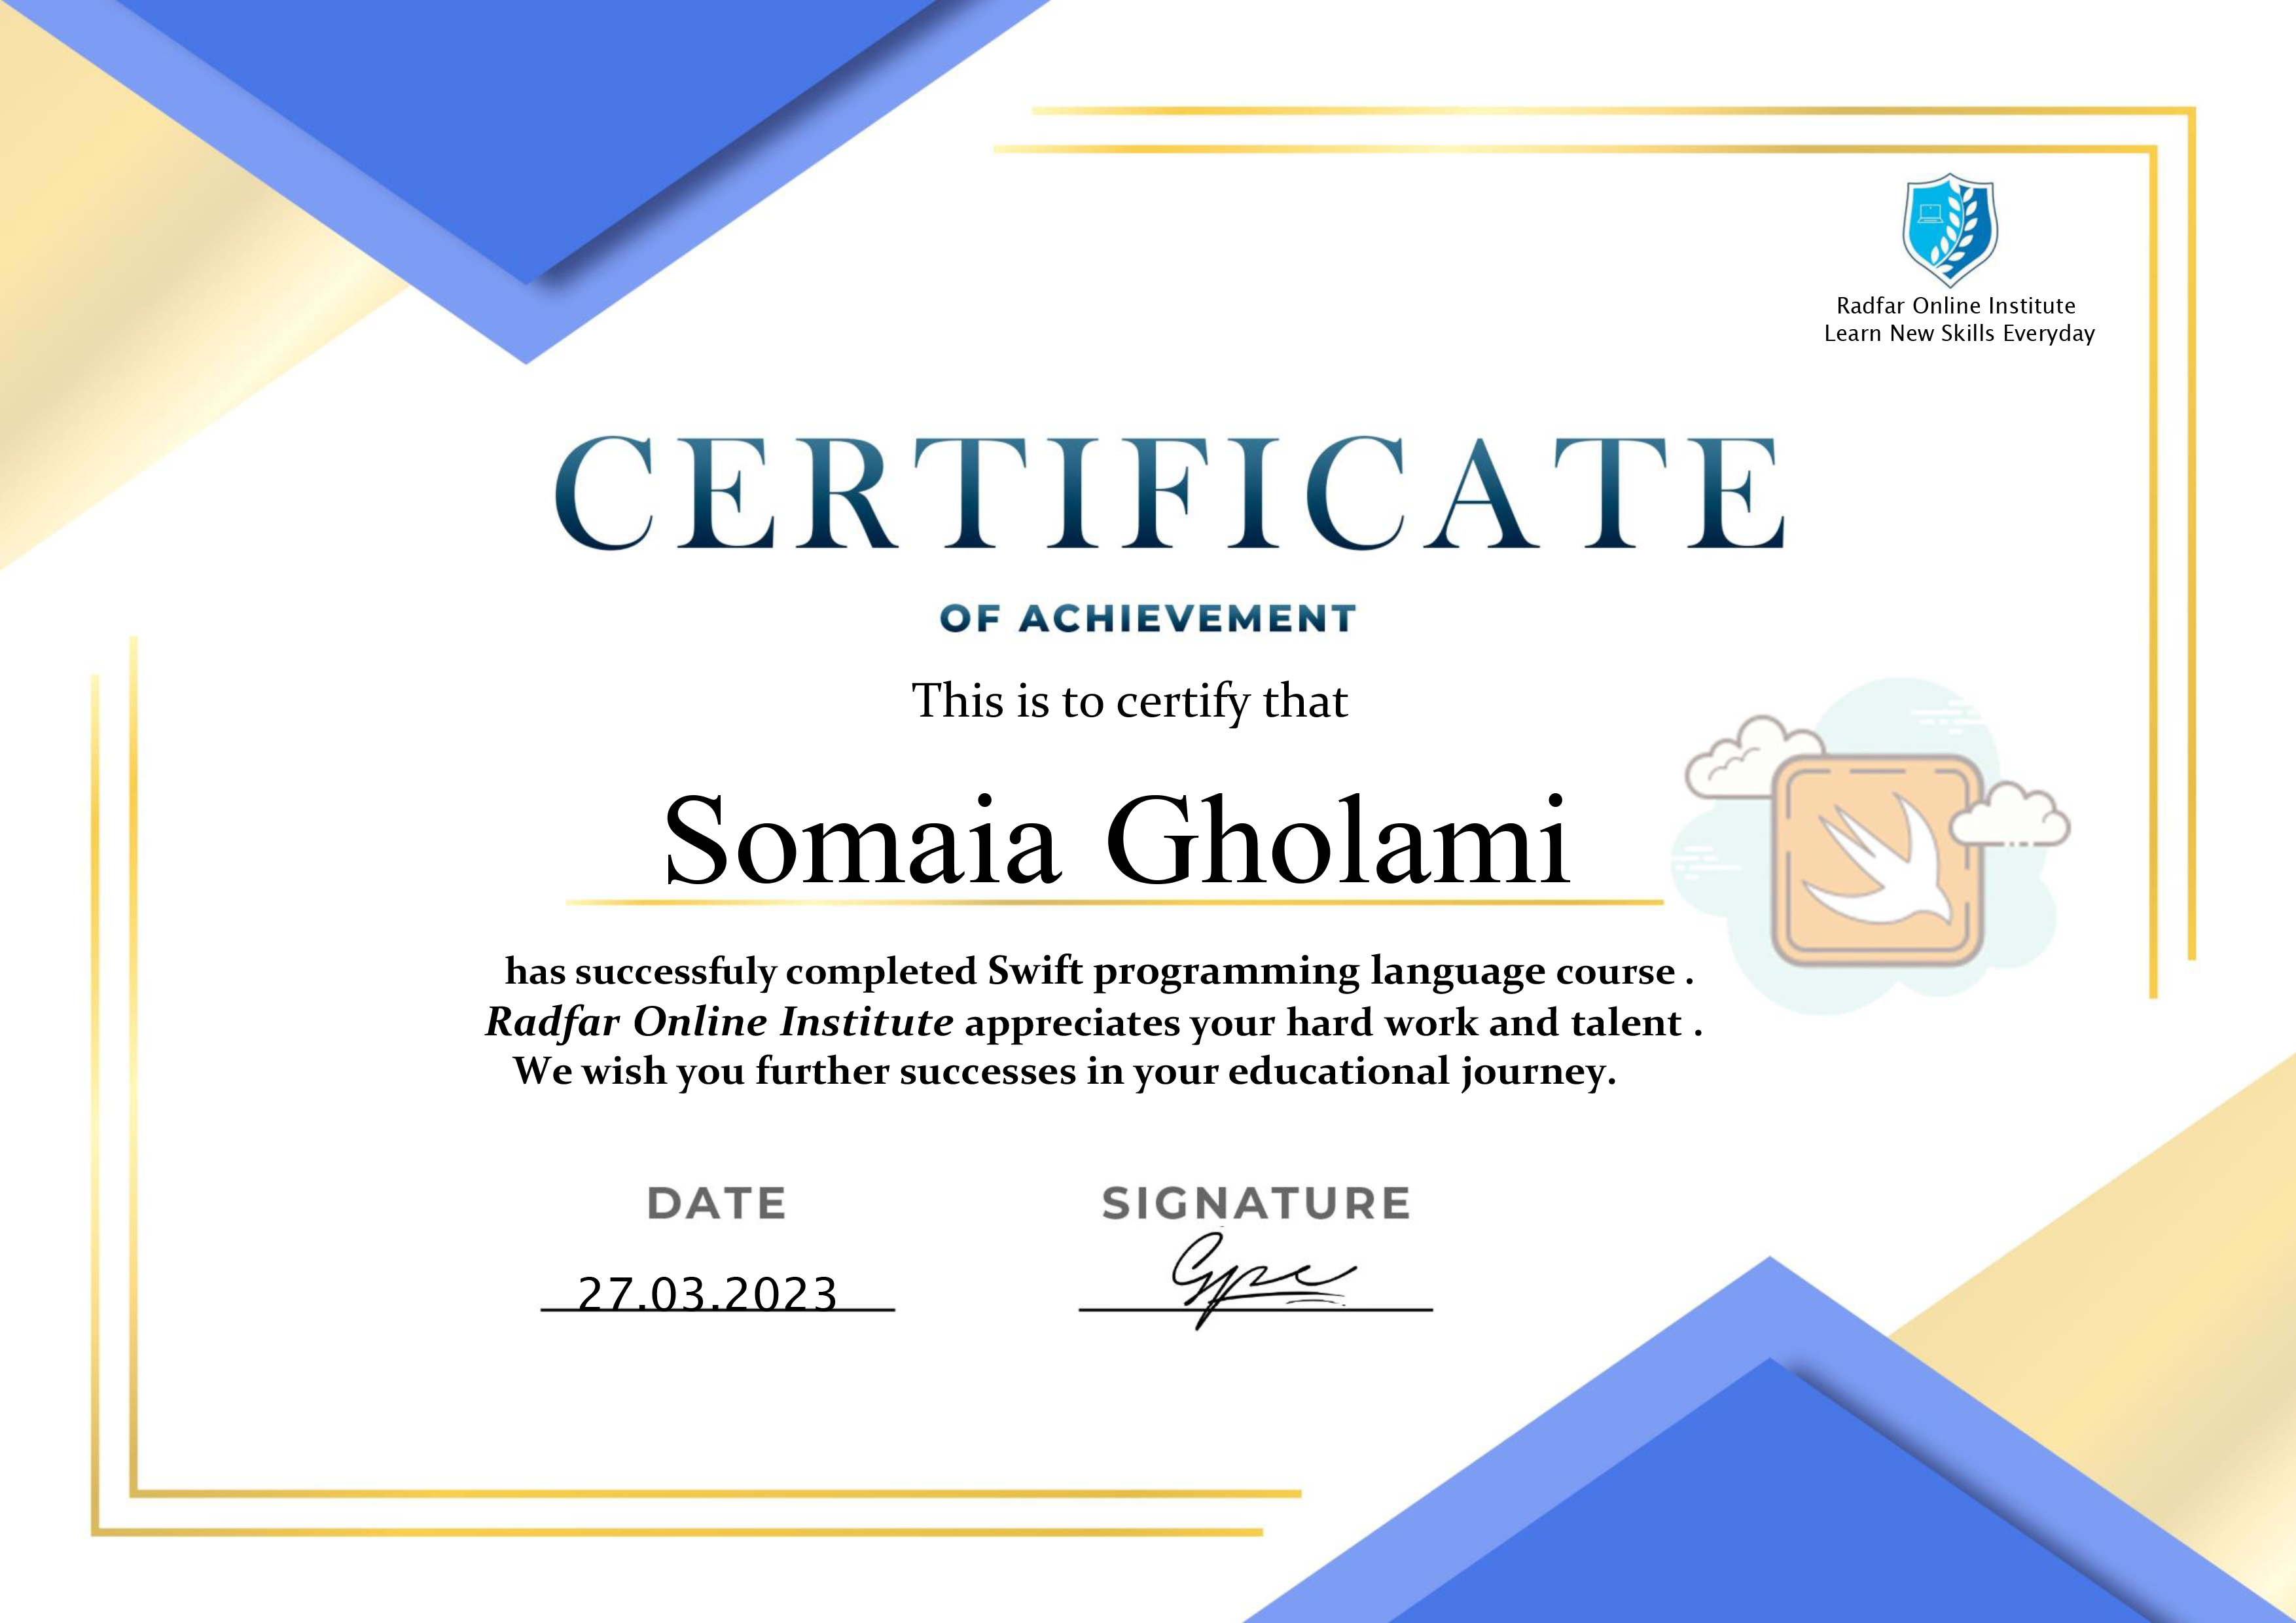 Radfar Online Institute
Learn New Skills Everyday
CERTIFICATE
OF ACHIEVEMENT
This is to certify that
Somaia Gholami
has successfuly completed Swift programming language course .
Radfar Online Institute appreciates your hard work and talent .
We wish you further successes in your educational journey.
DATE SIGNATURE
27.03.2023